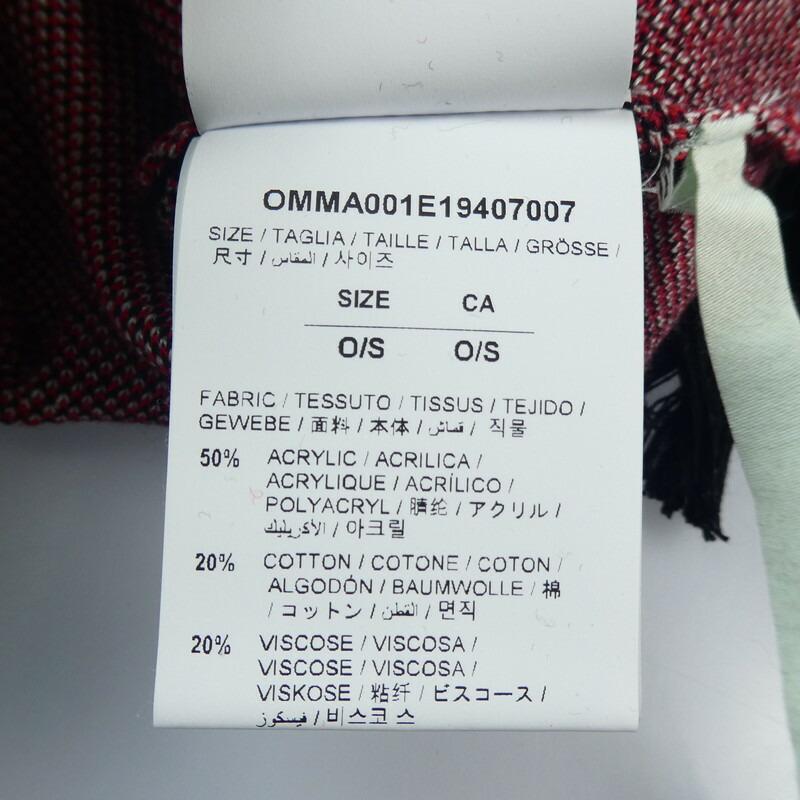 OMMA001E19407007
SIZE / TAGLIA / TAILLE / TALLA / GRÖSSE /
尺寸 / المقاس / 사이즈
SIZE CA
O/S O/S
FABRIC / TESSUTO / TISSUS / TEJIDO /
GEWEBE / 面料 / 本体 / قماش / 직물
50% ACRYLIC / ACRILICA /
ACRYLIQUE / ACRÍLICO /
POLYACRYL / 腈纶 / アクリル /
الأكريليك / 아크릴
20% COTTON / COTONE / COTON /
ALGODÓN / BAUMWOLLE / 棉
/ コットン / القطن / 면직
20% VISCOSE / VISCOSA /
VISCOSE / VISCOSA /
VISKOSE / 粘纤 / ビスコース /
فيسكوز / 비스코스